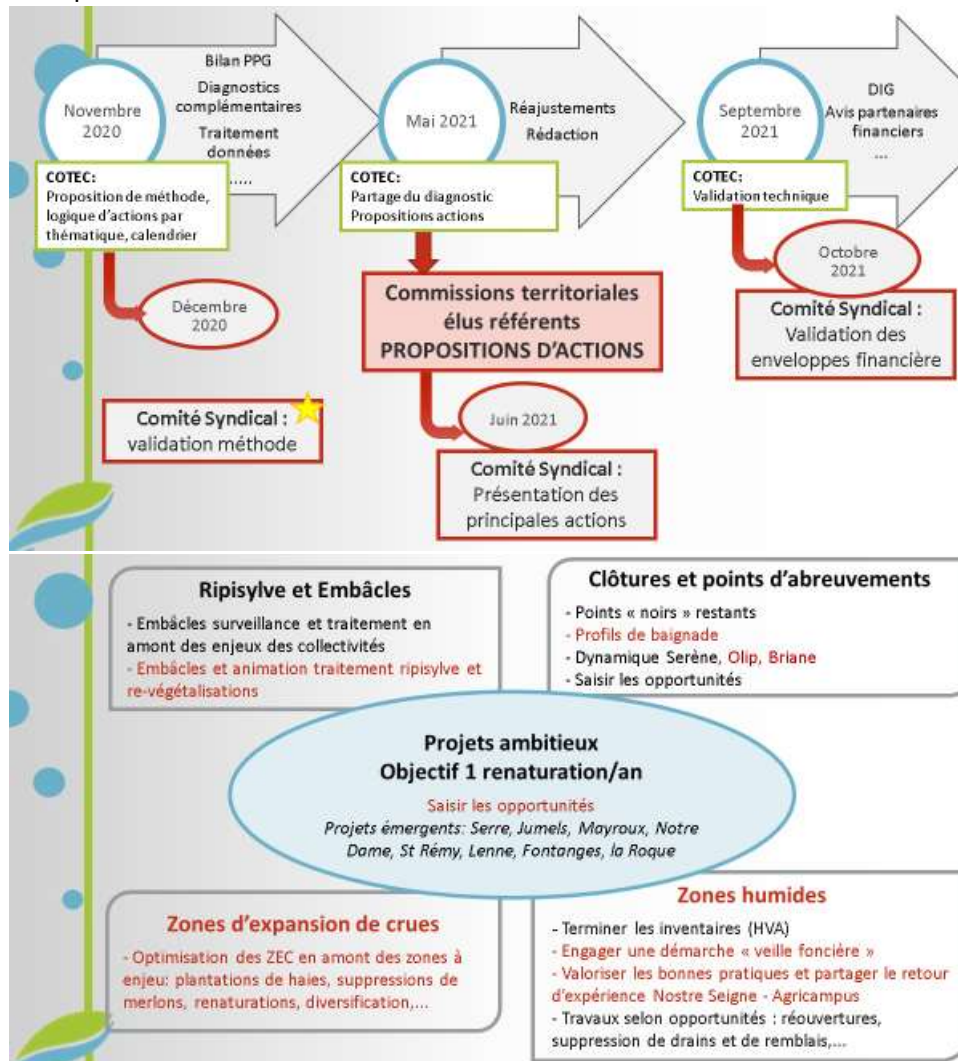 Bilan PPG
Diagnostics
complémentaires
Traitement
données
.....
Novembre
2020
COTEC:
Proposition de méthode,
logique d'actions par
thématique, calendrier
Décembre
2020
Comité Syndical :
validation méthode
Mai 2021
Réajustements
Rédaction
COTEC:
Partage du diagnostic
Propositions actions
Commissions territoriales
élus référents
PROPOSITIONS D'ACTIONS
Juin 2021
Comité Syndical :
Présentation des
principales actions
Septembre
2021
DIG
Avis partenaires
financiers
...
COTEC:
Validation technique
Octobre
2021
Comité Syndical :
Validation des
enveloppes financière
Ripisylve et Embâcles
- Embâcles surveillance et traitement en
amont des enjeux des collectivités
- Embâcles et animation traitement ripisylve et
re-végétalisations
Clôtures et points d'abreuvements
- Points « noirs » restants
- Profils de baignade
- Dynamique Serène, Olip, Briane
- Saisir les opportunités
Projets ambitieux
Objectif 1 renaturation/an
Saisir les opportunités
Projets émergents: Serre, Jumels, Mayroux, Notre
Dame, St Rémy, Lenne, Fontanges, la Roque
Zones d'expansion de crues
- Optimisation des ZEC en amont des zones à
enjeu: plantations de haies, suppressions de
merlons, renaturations, diversification,...
Zones humides
- Terminer les inventaires (HVA)
- Engager une démarche « veille foncière »
- Valoriser les bonnes pratiques et partager le retour
d'expérience Nostre Seigne - Agricampus
- Travaux selon opportunités : réouvertures,
suppression de drains et de remblais,...